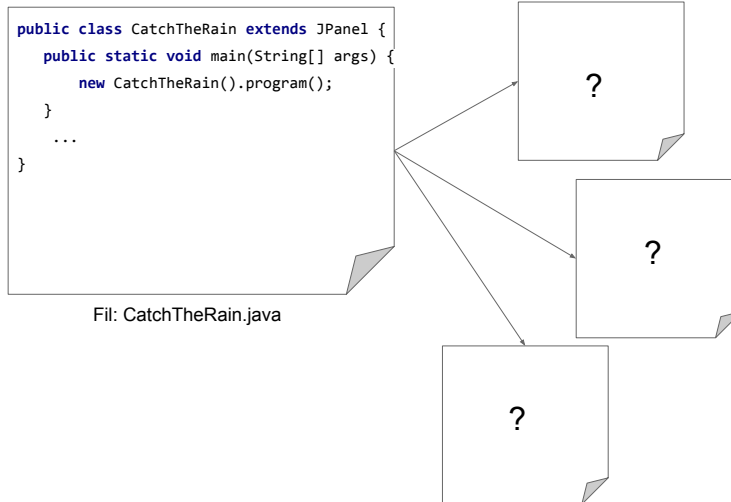 public class CatchTheRain extends JPanel {
public static void main(String[] args) {
new CatchTheRain().program();
}
...
}
Fil: CatchTheRain.java
?
?
?